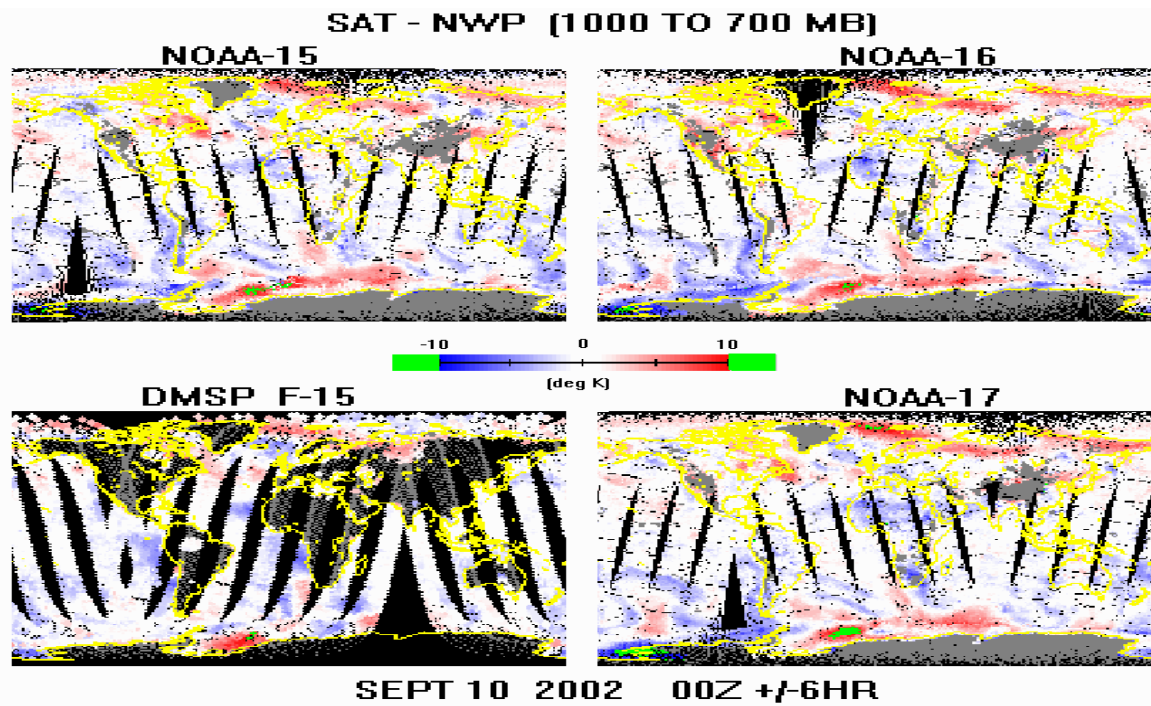 SAT - NWP (1000 TO 700 MB)
NOAA-15 NOAA-16
-10 0 10
(deg K)
DMSP F-15 NOAA-17
SEPT 10 2002 00Z +/-6HR